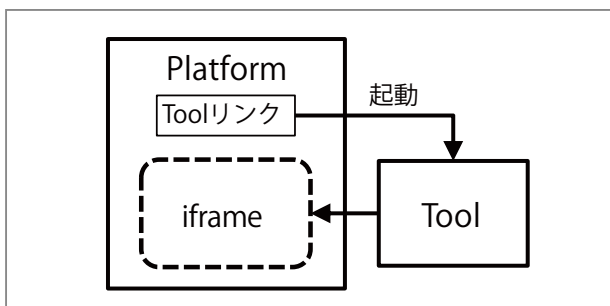 Platform
Toolリンク
起動
iframe
Tool